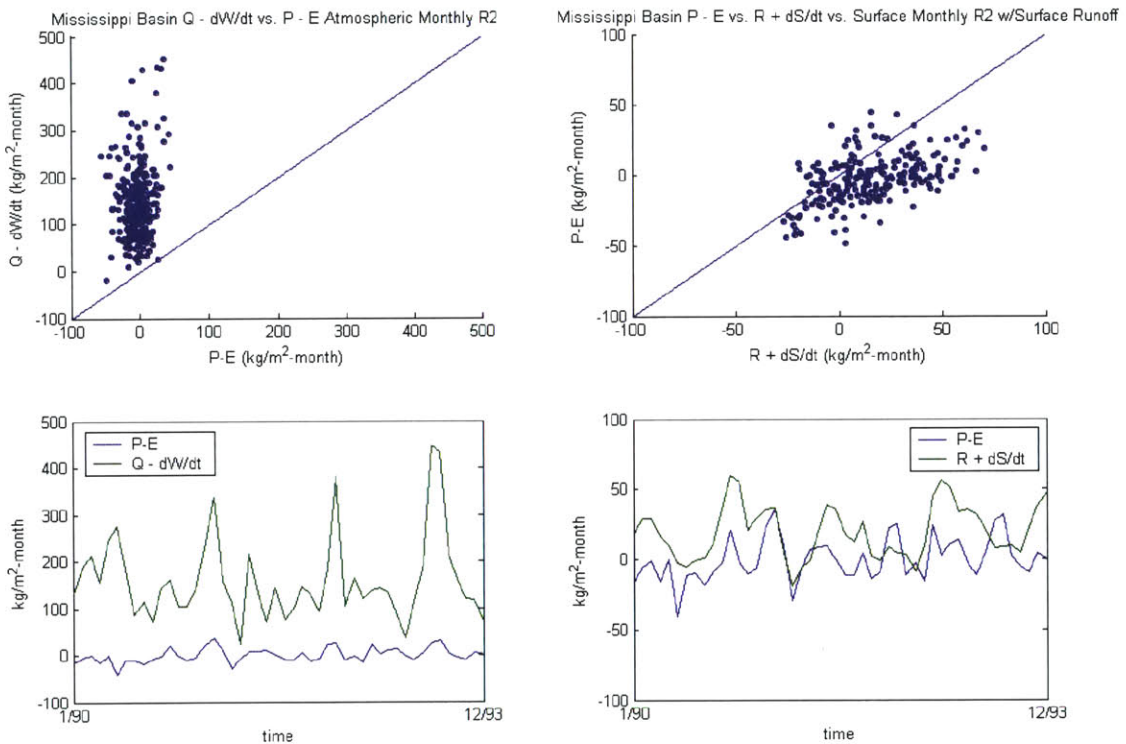 Mississippi Basin Q - dW/dt vs. P - E Atmospheric Monthly R2
500
400
300
200
100
0
-100
Q - dW/dt (kg/m²-month)
-100 0 100 200 300 400 500
P-E (kg/m²-month)
Mississippi Basin P - E vs. R + dS/dt vs. Surface Monthly R2 w/Surface Runoff
100
50
0
-50
-100
P-E (kg/m²-month)
-100 -50 0 50 100
R + dS/dt (kg/m²-month)
500
400
300
200
100
0
-100
kg/m²-month
P-E
Q - dW/dt
1/90 12/93
time
100
50
0
-50
-100
kg/m²-month
P-E
R + dS/dt
1/90 12/93
time